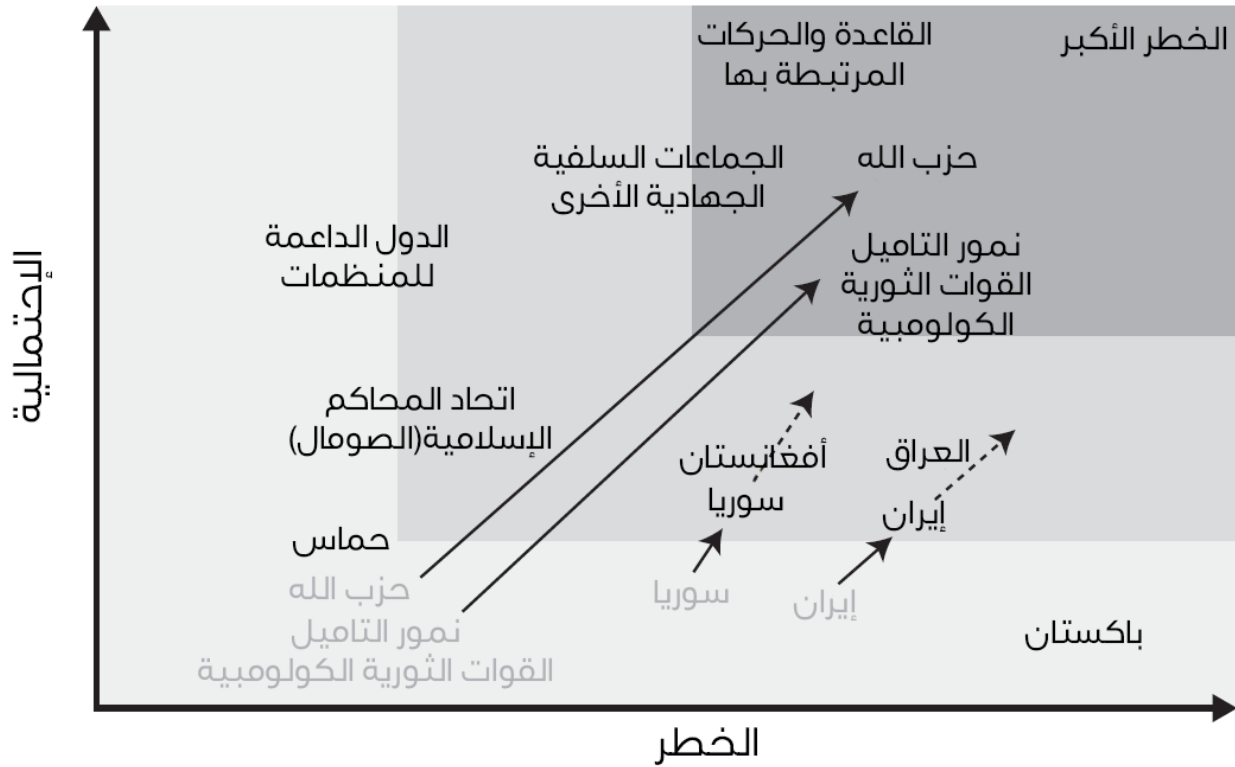 الخطر الأكبر
القاعدة والحركات
المرتبطة بها
حزب الله
الجماعات السلفية
الجهادية الأخرى
نمور التاميل
القوات الثورية
الكولومبية
الدول الداعمة
للمنظمات
الإحتمالية
اتحاد المحاكم
الإسلامية(الصومال)
العراق
أفغانستان
سوريا
إيران
حماس
حزب الله
سوريا
إيران
نمور التاميل
القوات الثورية الكولومبية
باكستان
الخطر